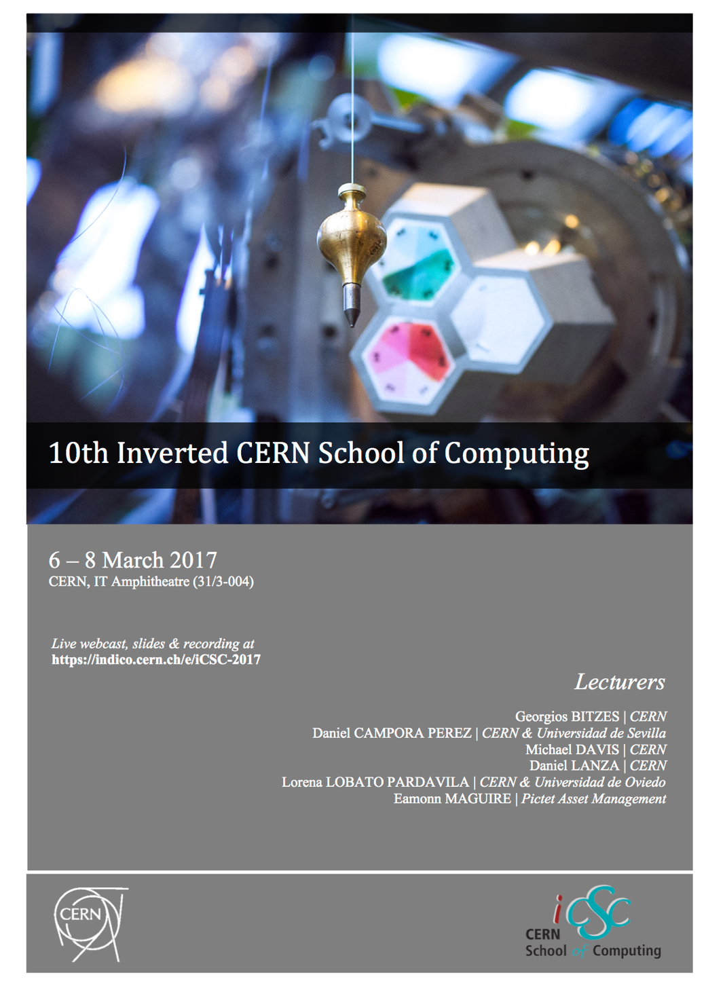 10th Inverted CERN School of Computing
6 – 8 March 2017
CERN, IT Amphitheatre (31/3-004)
Live webcast, slides & recording at
https://indico.cern.ch/e/iCSC-2017
Lecturers
Georgios BITZES | CERN
Daniel CAMPORA PEREZ | CERN & Universidad de Sevilla
Michael DAVIS | CERN
Daniel LANZA | CERN
Lorena LOBATO PARDAVILA | CERN & Universidad de Oviedo
Eamonn MAGUIRE | Pictet Asset Management
CERN
iCSC
CERN
School of Computing